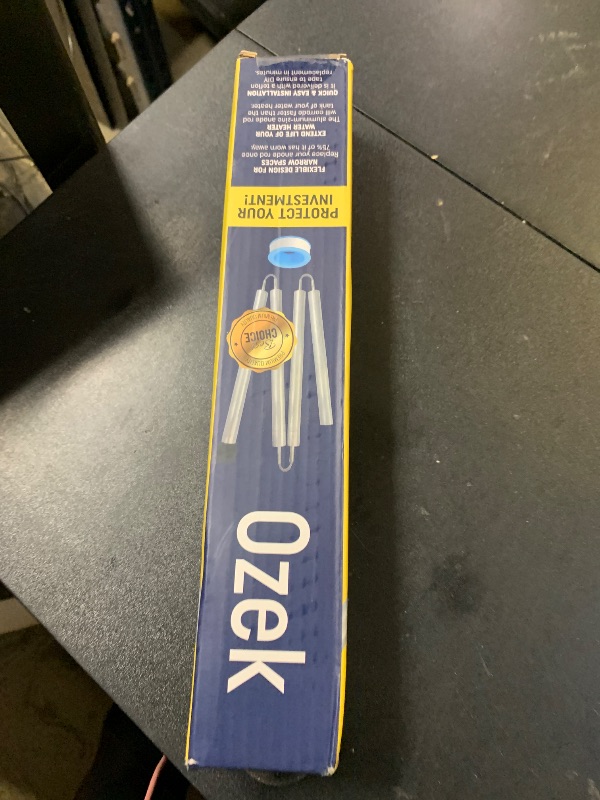 Ozek
PROTECT YOUR
INVESTMENT!
FLEXIBLE DESIGN FOR
NARROW SPACES
Replace your anode rod once
75% of it has worn away.
EXTEND LIFE OF YOUR
WATER HEATER
The aluminum-zinc anode rod
will corrode faster than the
tank of your water heater.
QUICK & EASY INSTALLATION
It is delivered with a teflon
tape to ensure DIY
replacement in minutes.
PREMIUM QUALITY
Best
CHOICE